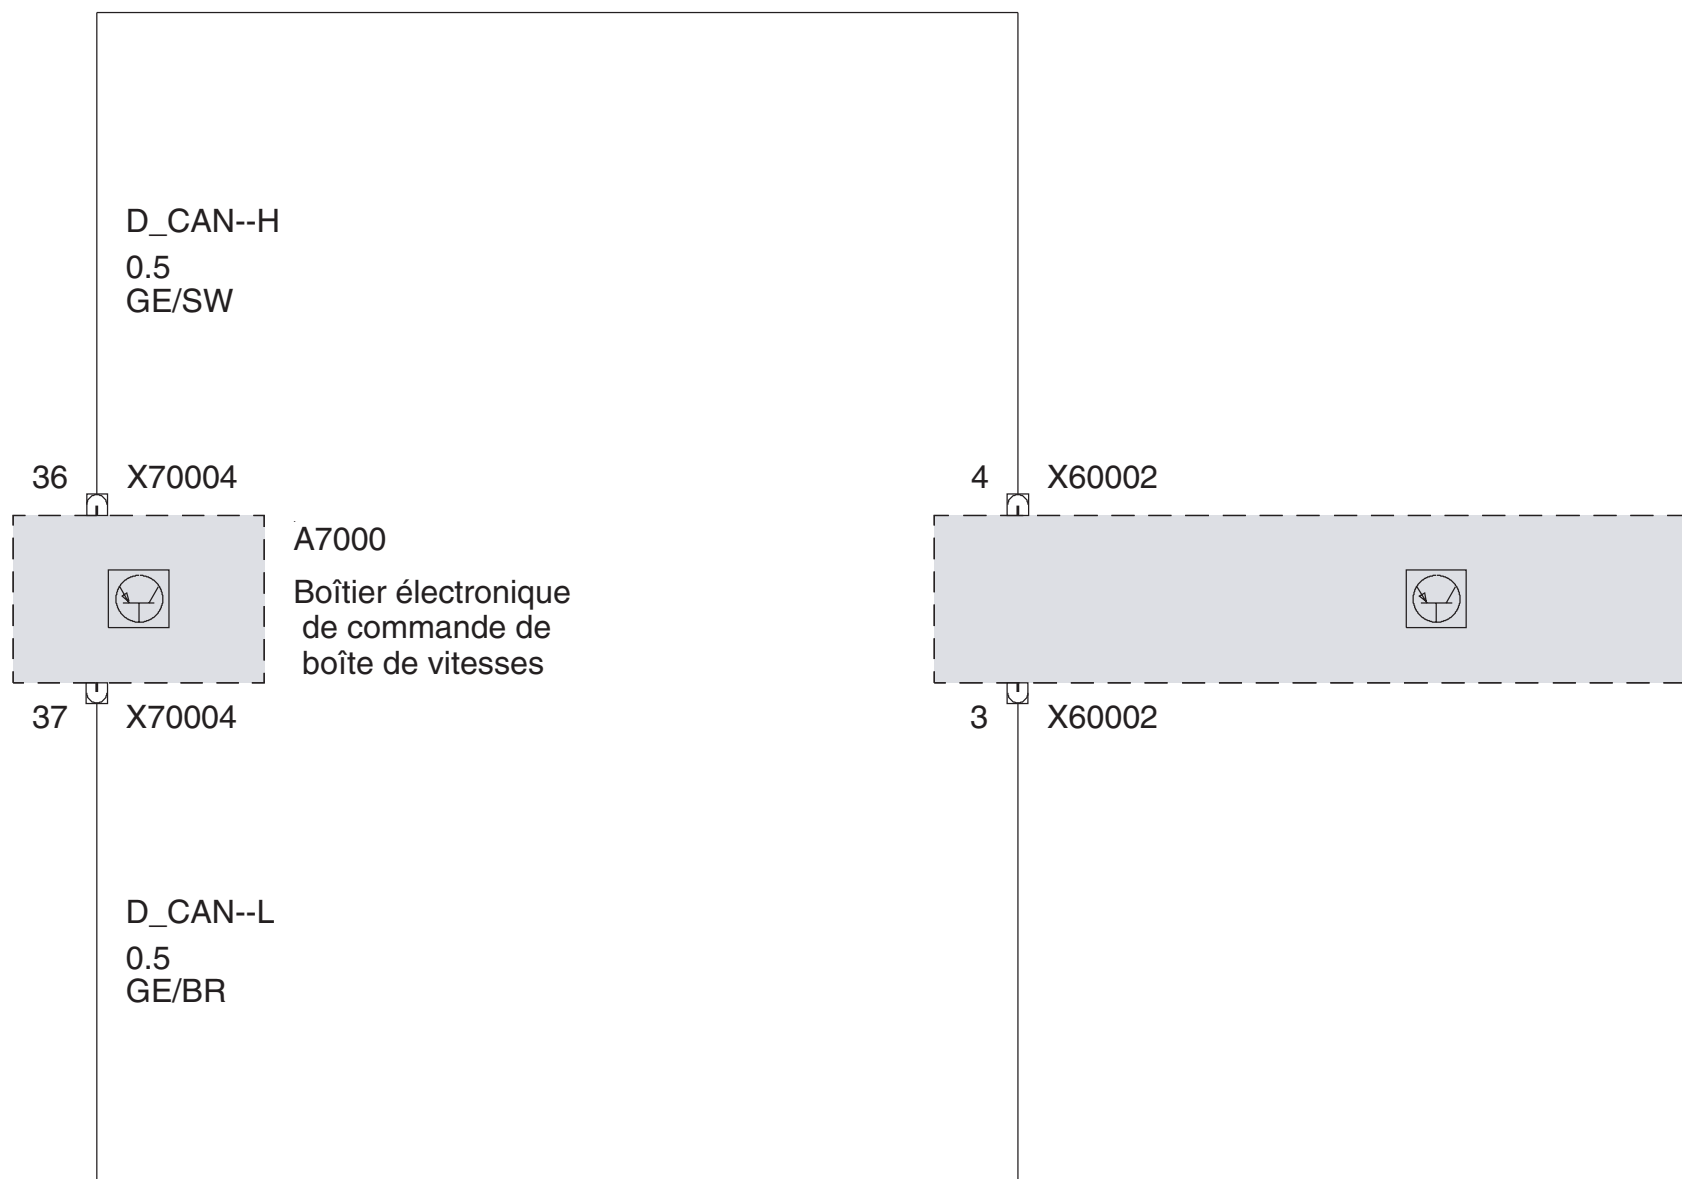 D_CAN--H
0.5
GE/SW
36 X70004
4 X60002
A7000
Boîtier électronique
de commande de
boîte de vitesses
37 X70004
3 X60002
D_CAN--L
0.5
GE/BR